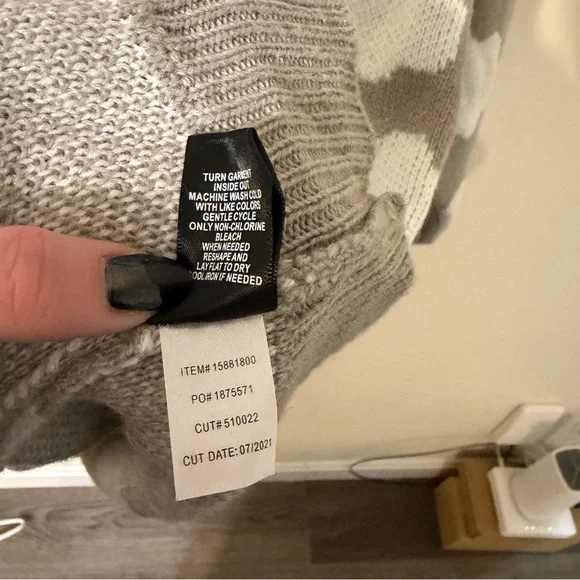 TURN GARMENT
INSIDE OUT
MACHINE WASH COLD
WITH LIKE COLORS
GENTLE CYCLE
ONLY NON-CHLORINE
BLEACH
WHEN NEEDED
RESHAPE AND
LAY FLAT TO DRY
COOL IRON IF NEEDED
ITEM# 15881800
PO# 1875571
CUT# 510022
CUT DATE: 07/2021